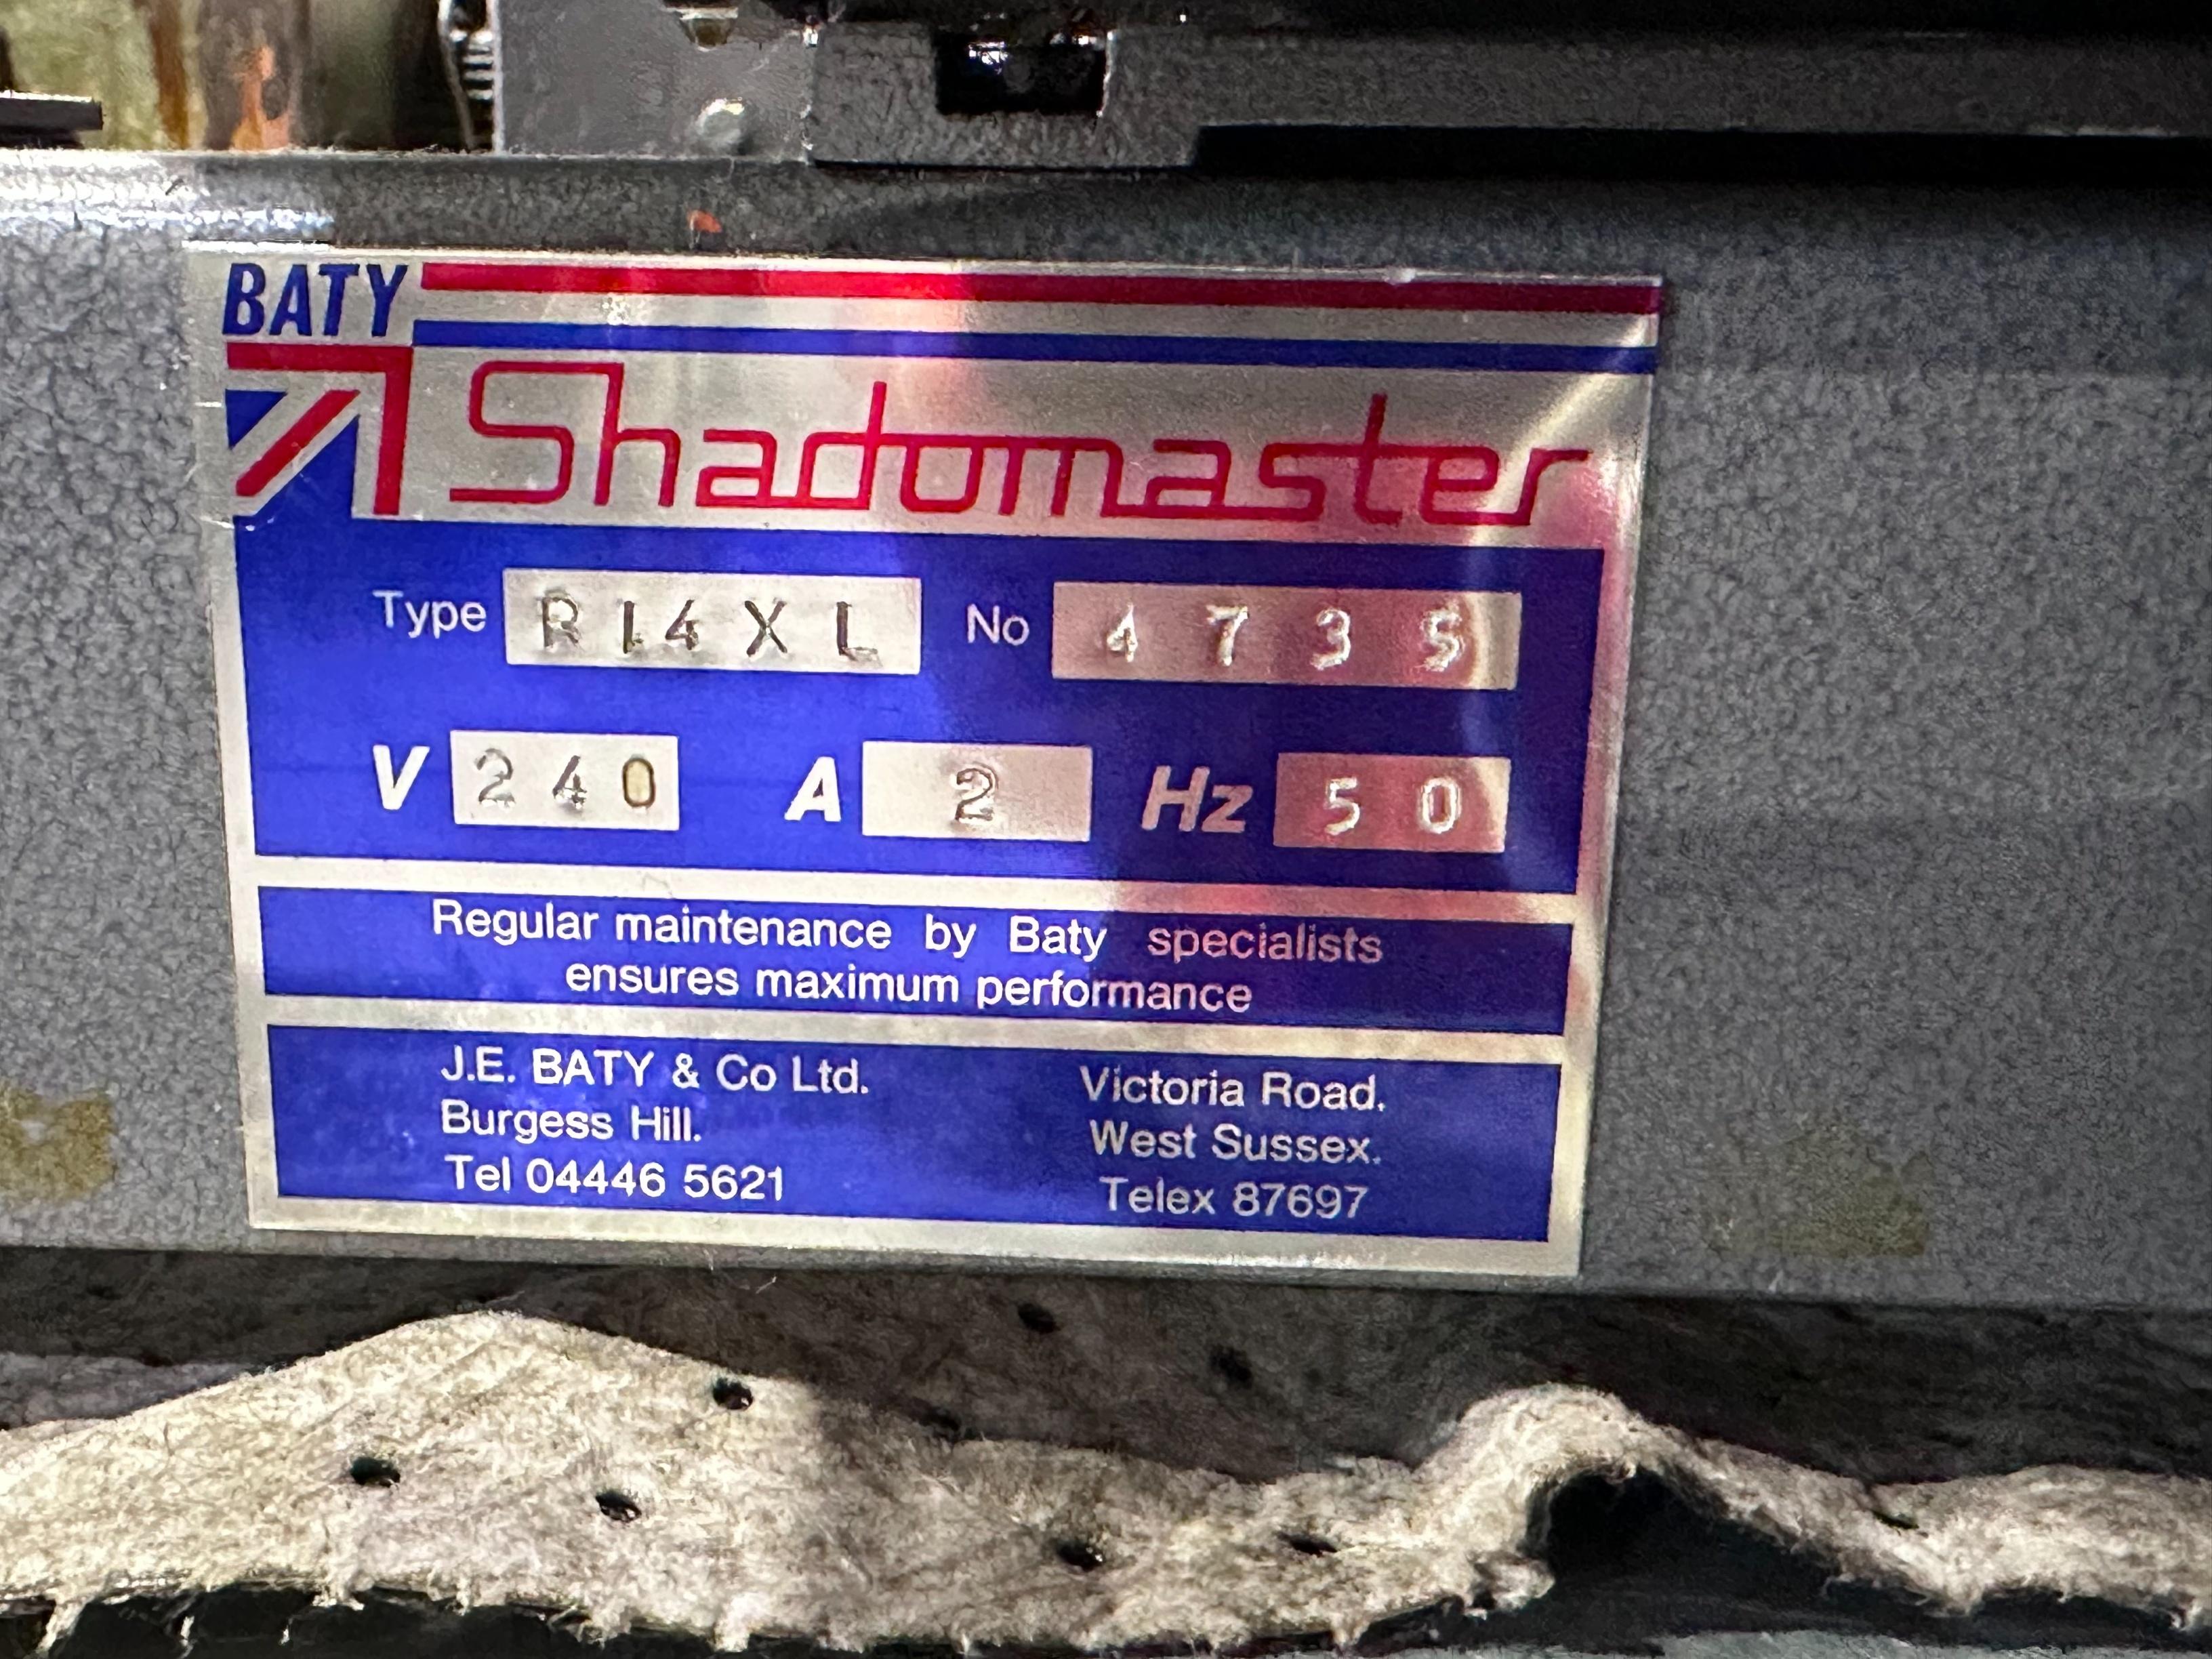 BATY
Shadomaster
Type R14XL No 4735
V 240 A 2 Hz 50
Regular maintenance by Baty specialists
ensures maximum performance
J.E. BATY & Co Ltd. Victoria Road.
Burgess Hill. West Sussex.
Tel 04446 5621 Telex 87697